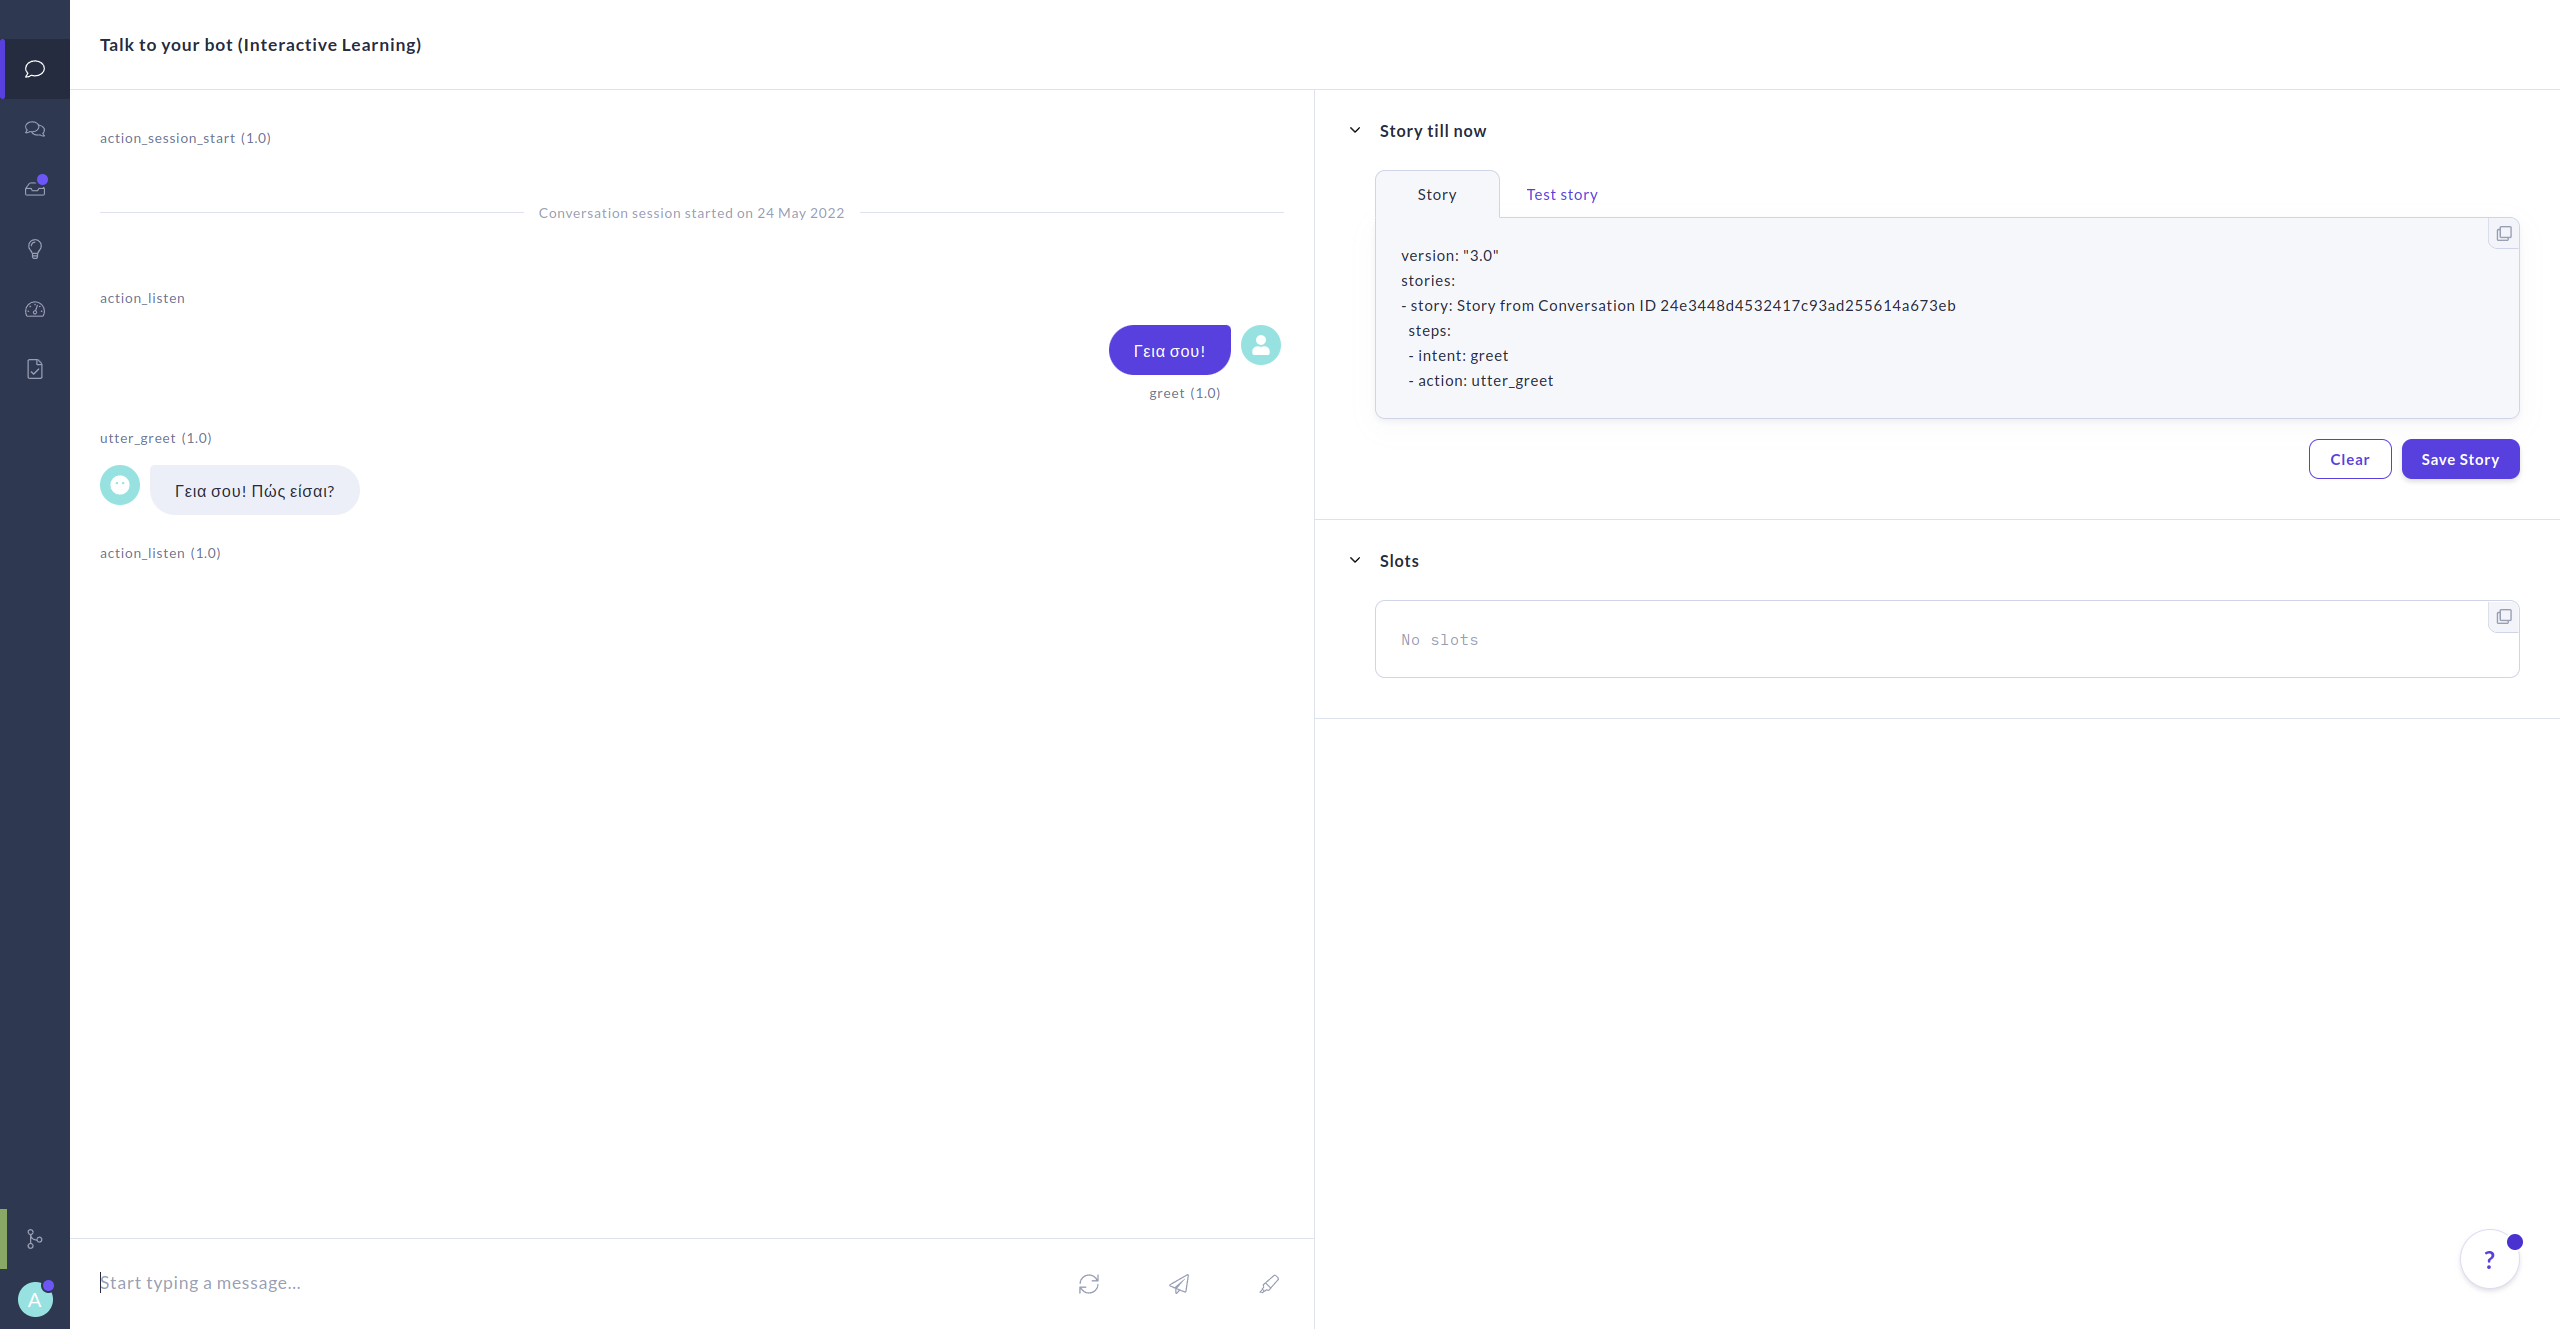 Talk to your bot (Interactive Learning)
action_session_start (1.0)
Conversation session started on 24 May 2022
action_listen
Γεια σου!
greet (1.0)
utter_greet (1.0)
Γεια σου! Πώς είσαι?
action_listen (1.0)
Start typing a message...
A
Story till now
Story
Test story
version: "3.0"
stories:
- story: Story from Conversation ID 24e3448d4532417c93ad255614a673eb
steps:
- intent: greet
- action: utter_greet
Clear
Save Story
Slots
No slots
?